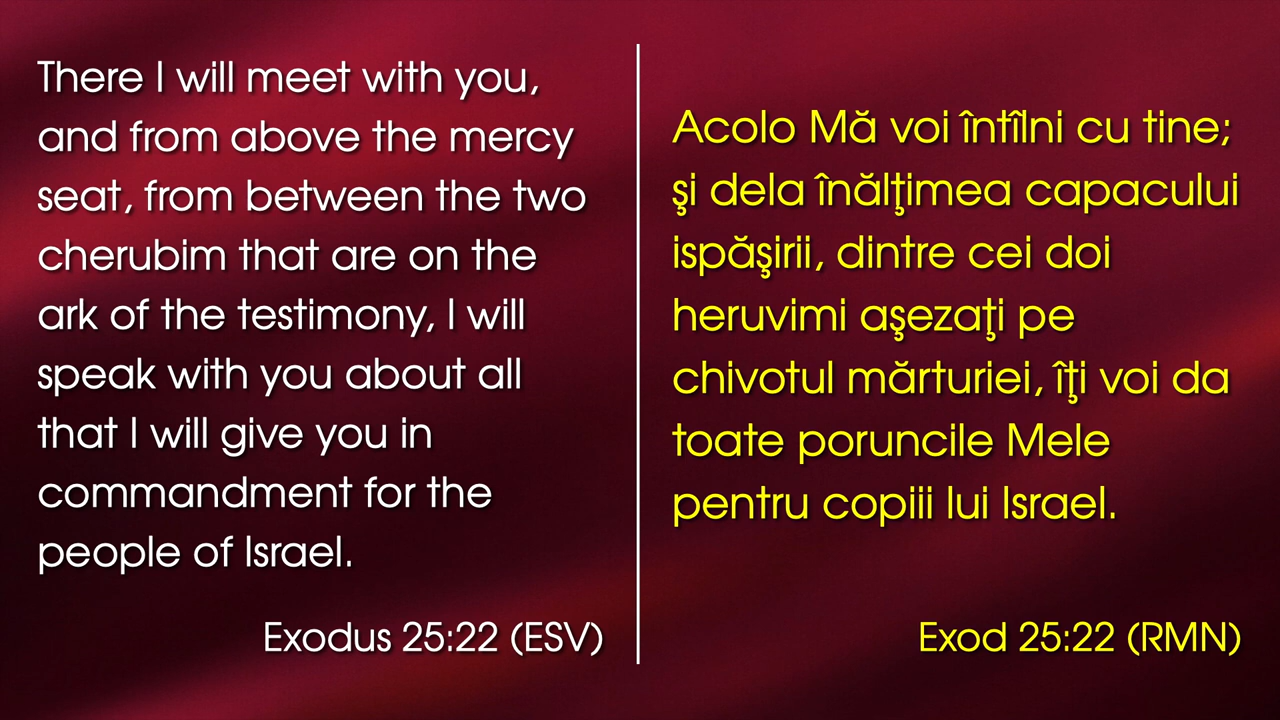 There I will meet with you,
and from above the mercy
seat, from between the two
cherubim that are on the
ark of the testimony, I will
speak with you about all
that I will give you in
commandment for the
people of Israel.
Exodus 25:22 (ESV)
Acolo Mă voi întîlni cu tine;
şi dela înălţimea capacului
ispăşirii, dintre cei doi
heruvimi aşezaţi pe
chivotul mărturiei, îţi voi da
toate poruncile Mele
pentru copiii lui Israel.
Exod 25:22 (RMN)